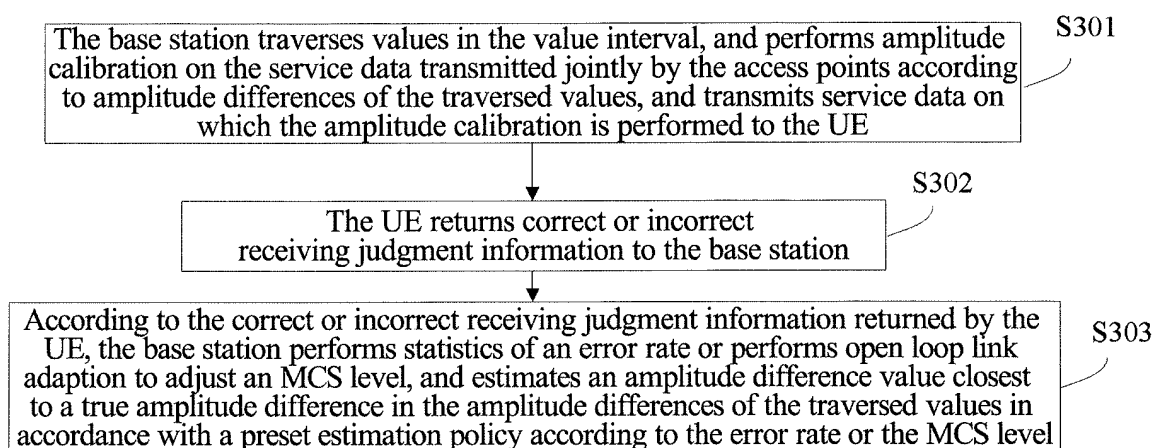 The base station traverses values in the value interval, and performs amplitude
calibration on the service data transmitted jointly by the access points according
to amplitude differences of the traversed values, and transmits service data on
which the amplitude calibration is performed to the UE
S301
The UE returns correct or incorrect
receiving judgment information to the base station
S302
According to the correct or incorrect receiving judgment information returned by the
UE, the base station performs statistics of an error rate or performs open loop link
adaption to adjust an MCS level, and estimates an amplitude difference value closest
to a true amplitude difference in the amplitude differences of the traversed values in
accordance with a preset estimation policy according to the error rate or the MCS level
S303